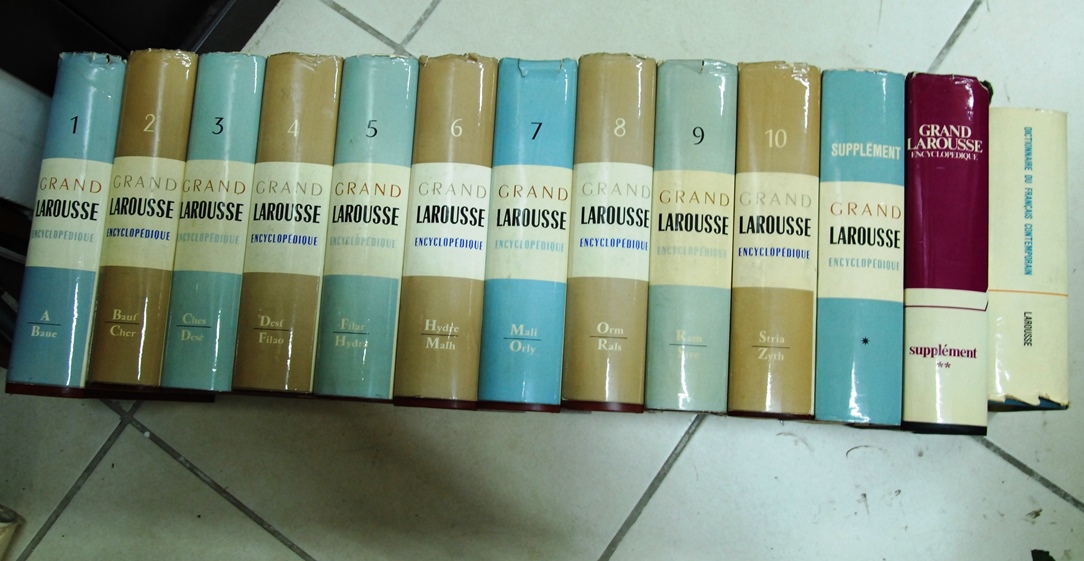 1
GRAND
LAROUSSE
ENCYCLOPÉDIQUE
A
Baue
2
GRAND
LAROUSSE
ENCYCLOPÉDIQUE
Bauf
Cher
3
GRAND
LAROUSSE
ENCYCLOPÉDIQUE
Ches
Dese
4
GRAND
LAROUSSE
ENCYCLOPÉDIQUE
Desf
Filao
5
GRAND
LAROUSSE
ENCYCLOPÉDIQUE
Filar
Hydra
6
GRAND
LAROUSSE
ENCYCLOPÉDIQUE
Hydre
Malh
7
GRAND
LAROUSSE
ENCYCLOPÉDIQUE
Mali
Orly
8
GRAND
LAROUSSE
ENCYCLOPÉDIQUE
Orm
Rals
9
GRAND
LAROUSSE
ENCYCLOPÉDIQUE
Ram
10
GRAND
LAROUSSE
ENCYCLOPÉDIQUE
Stria
Zyth
SUPPLÉMENT
GRAND
LAROUSSE
ENCYCLOPÉDIQUE
*
GRAND
LAROUSSE
ENCYCLOPÉDIQUE
supplément
**
DICTIONNAIRE DU FRANÇAIS CONTEMPORAIN
LAROUSSE